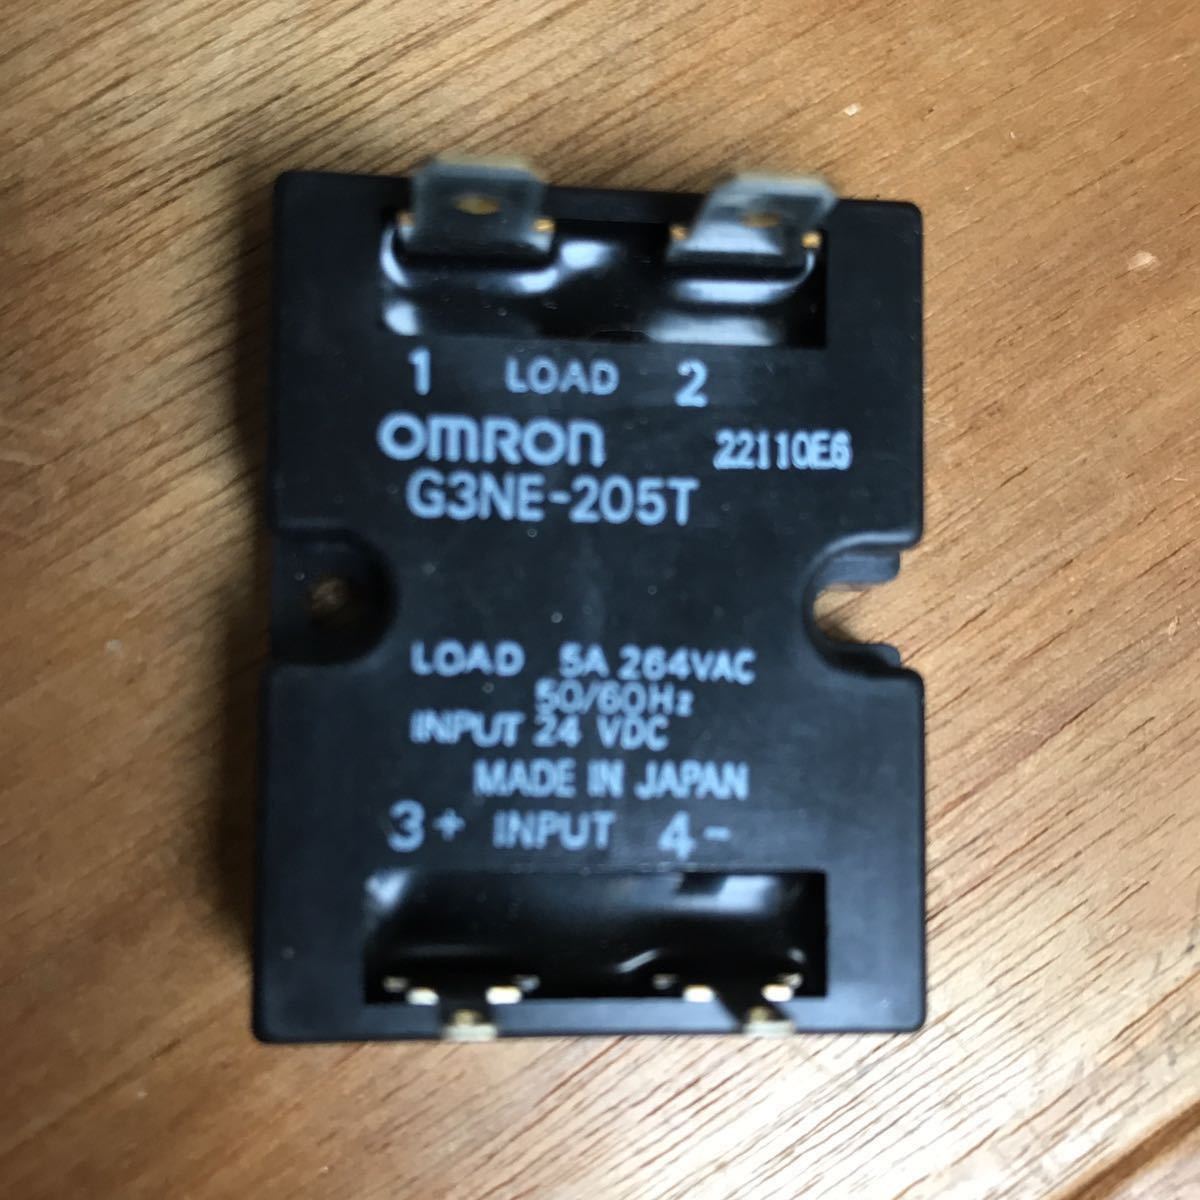 1 LOAD 2
OMRON 22110E6
G3NE-205T
LOAD 5A 264VAC
50/60Hz
INPUT 24 VDC
MADE IN JAPAN
3+ INPUT 4-